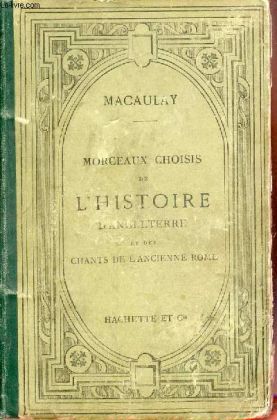 MACAULAY
MORCEAUX CHOISIS
DE
L'HISTOIRE
D'ANGLETERRE
ET DES
CHANTS DE L'ANCIENNE ROME
HACHETTE ET Cie